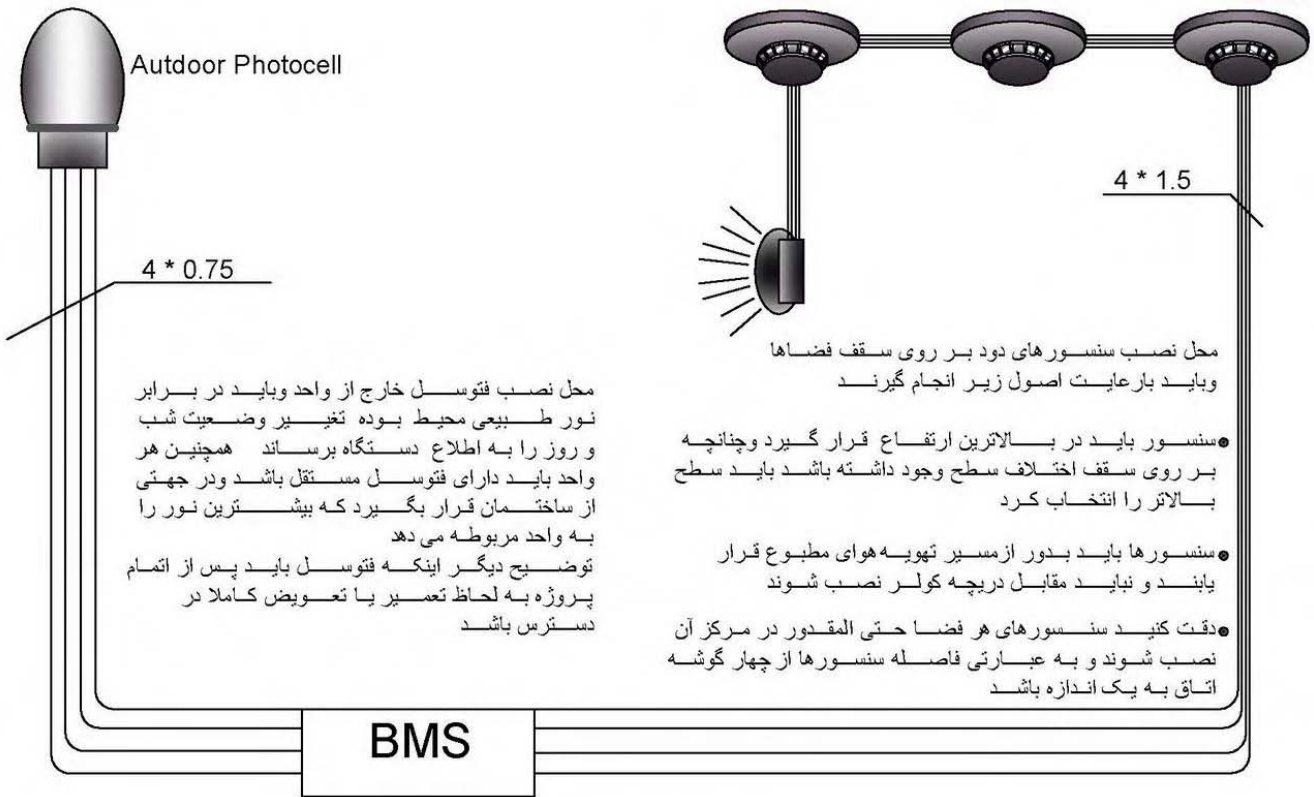 Autdoor Photocell
4 * 1.5
4 * 0.75
محل نصب سنسورهای دود بر روی سقف فضاها
وباید بارعایت اصول زیر انجام گیرند
سنسور باید در بالاترین ارتفاع قرار گیرد وچنانچه
بر روی سقف اختلاف سطح وجود داشته باشد باید سطح
بالاتر را انتخاب کرد
سنسورها باید بدور ازمسیر تهویه هوای مطبوع قرار
یابند و نباید مقابل دریچه کولر نصب شوند
دقت کنید سنسورهای هر فضا حتی المقدور در مرکز آن
نصب شوند و به عبارتی فاصله سنسورها از چهار گوشه
اتاق به یک اندازه باشد
محل نصب فتوسل خارج از واحد وباید در برابر
نور طبیعی محیط بوده تغییر وضعیت شب
و روز را به اطلاع دستگاه برساند همچنین هر
واحد باید دارای فتوسل مستقل باشد ودر جهتی
از ساختمان قرار بگیرد که بیشترین نور را
به واحد مربوطه می دهد
توضیح دیگر اینکه فتوسل باید پس از اتمام
پروژه به لحاظ تعمیر یا تعویض کاملا در
دسترس باشد
BMS